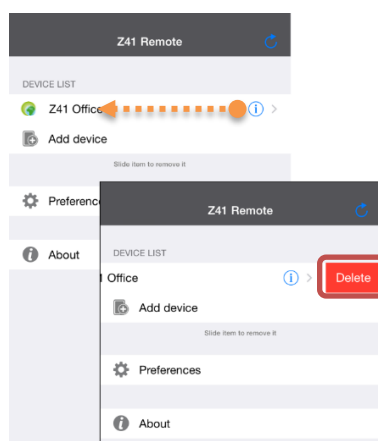 Z41 Remote
DEVICE LIST
Z41 Office
Add device
Slide item to remove it
Preferenc
About
Z41 Remote
DEVICE LIST
Office
Delete
Add device
Slide item to remove it
Preferences
About